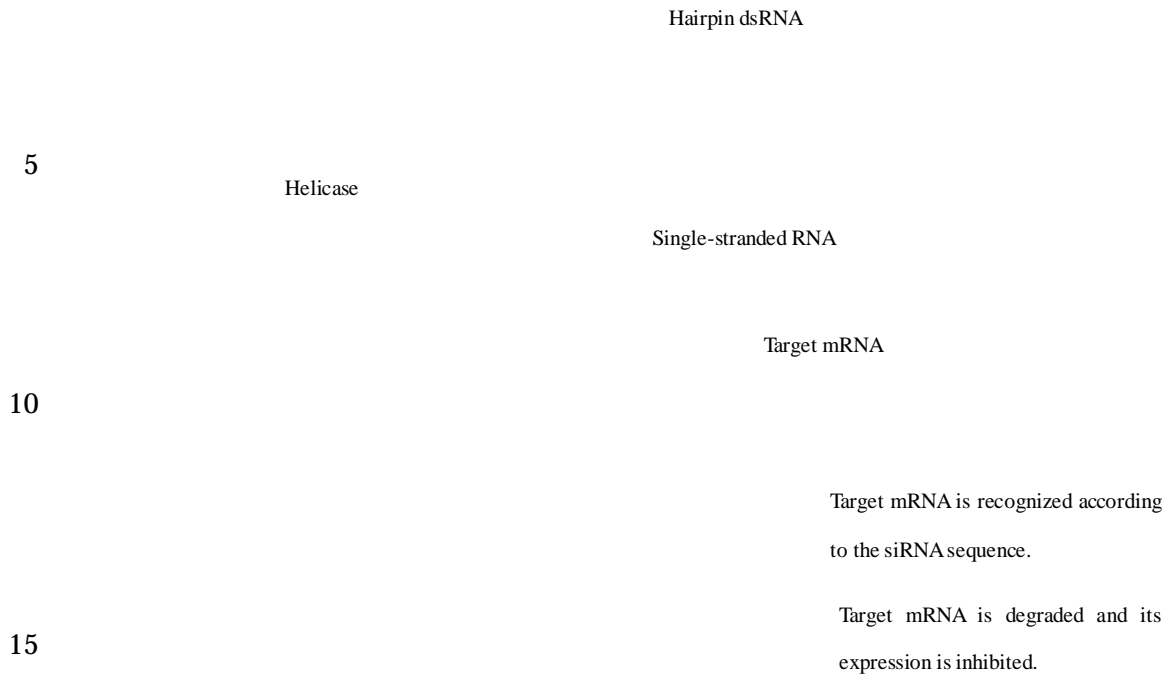 Hairpin dsRNA
5
Helicase
Single-stranded RNA
Target mRNA
10
Target mRNA is recognized according
to the siRNA sequence.
Target mRNA is degraded and its
15
expression is inhibited.